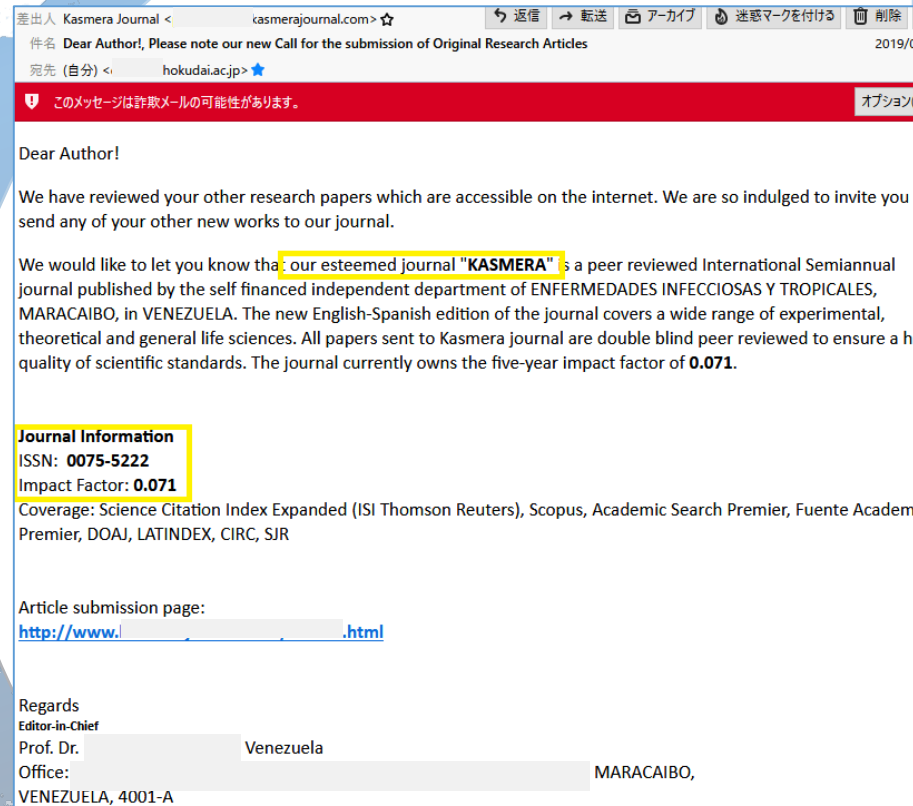 差出人 Kasmera Journal < kasmerajournal.com> 返信 転送 アーカイブ 迷惑マークを付ける 削除
件名 Dear Author!, Please note our new Call for the submission of Original Research Articles 2019/0
宛先 (自分) < hokudai.ac.jp>
このメッセージは詐欺メールの可能性があります。 オプション
Dear Author!
We have reviewed your other research papers which are accessible on the internet. We are so indulged to invite you
send any of your other new works to our journal.
We would like to let you know that our esteemed journal "KASMERA" is a peer reviewed International Semiannual
journal published by the self financed independent department of ENFERMEDADES INFECCIOSAS Y TROPICALES,
MARACAIBO, in VENEZUELA. The new English-Spanish edition of the journal covers a wide range of experimental,
theoretical and general life sciences. All papers sent to Kasmera journal are double blind peer reviewed to ensure a h
quality of scientific standards. The journal currently owns the five-year impact factor of 0.071.
Journal Information
ISSN: 0075-5222
Impact Factor: 0.071
Coverage: Science Citation Index Expanded (ISI Thomson Reuters), Scopus, Academic Search Premier, Fuente Academ
Premier, DOAJ, LATINDEX, CIRC, SJR
Article submission page:
http://www. .html
Regards
Editor-in-Chief
Prof. Dr. Venezuela
Office: MARACAIBO,
VENEZUELA, 4001-A